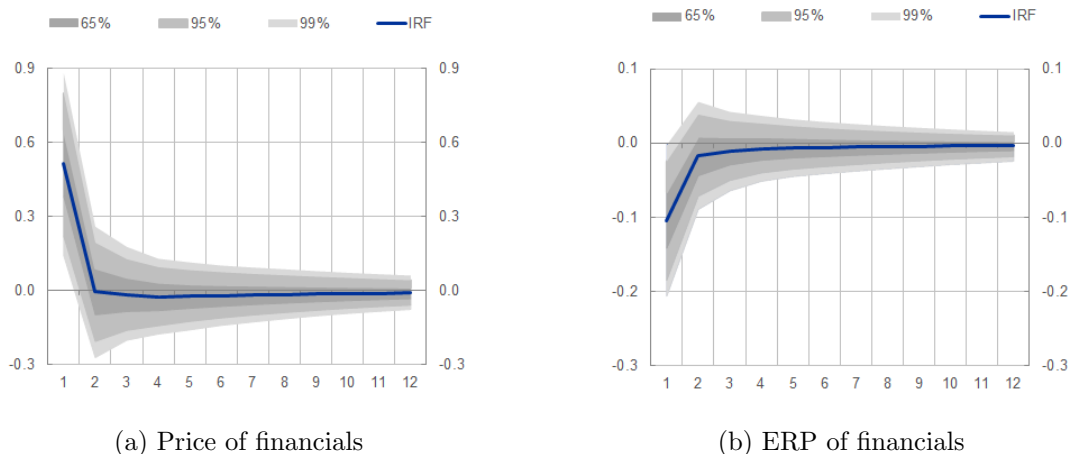 65% 95% 99% IRF
0.9 0.9
0.6 0.6
0.3 0.3
0.0 0.0
-0.3 -0.3
1 2 3 4 5 6 7 8 9 10 11 12
(a) Price of financials
65% 95% 99% IRF
0.1 0.1
0.0 0.0
-0.1 -0.1
-0.2 -0.2
-0.3 -0.3
1 2 3 4 5 6 7 8 9 10 11 12
(b) ERP of financials